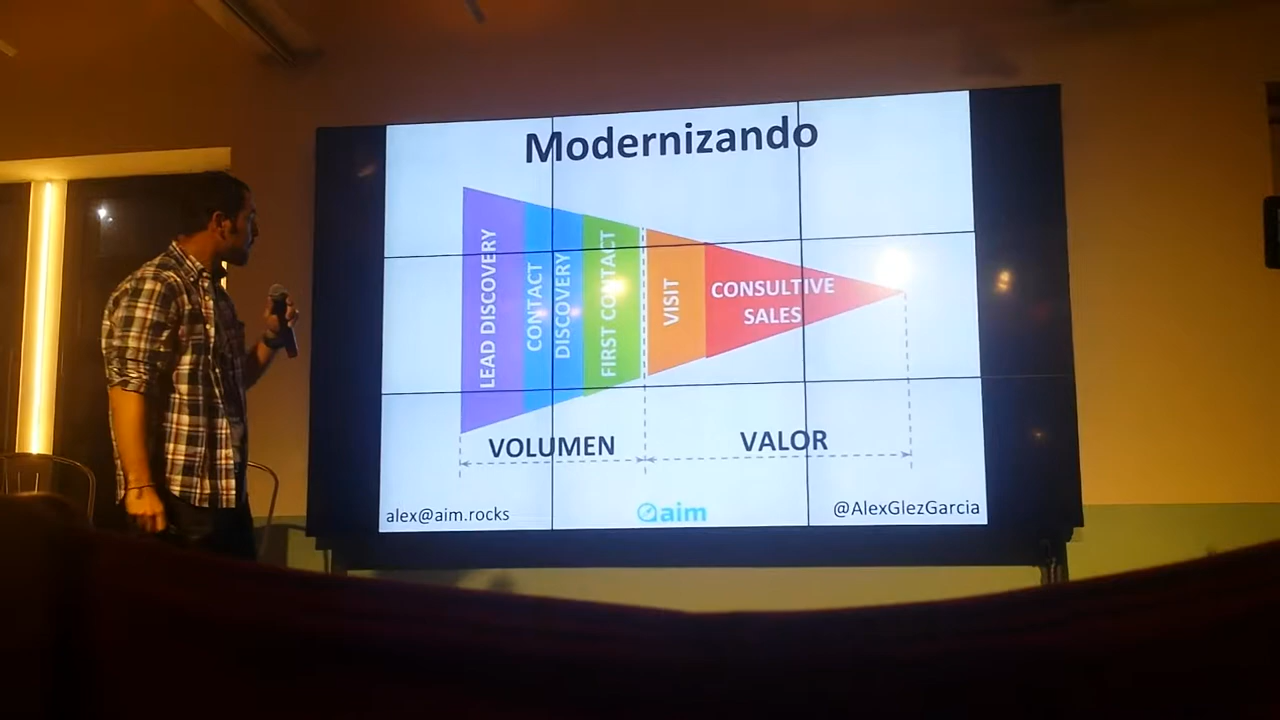 Modernizando
LEAD DISCOVERY
CONTACT
DISCOVERY
FIRST CONTACT
VISIT
CONSULTIVE
SALES
VOLUMEN
VALOR
alex@aim.rocks
aim
@AlexGlezGarcia